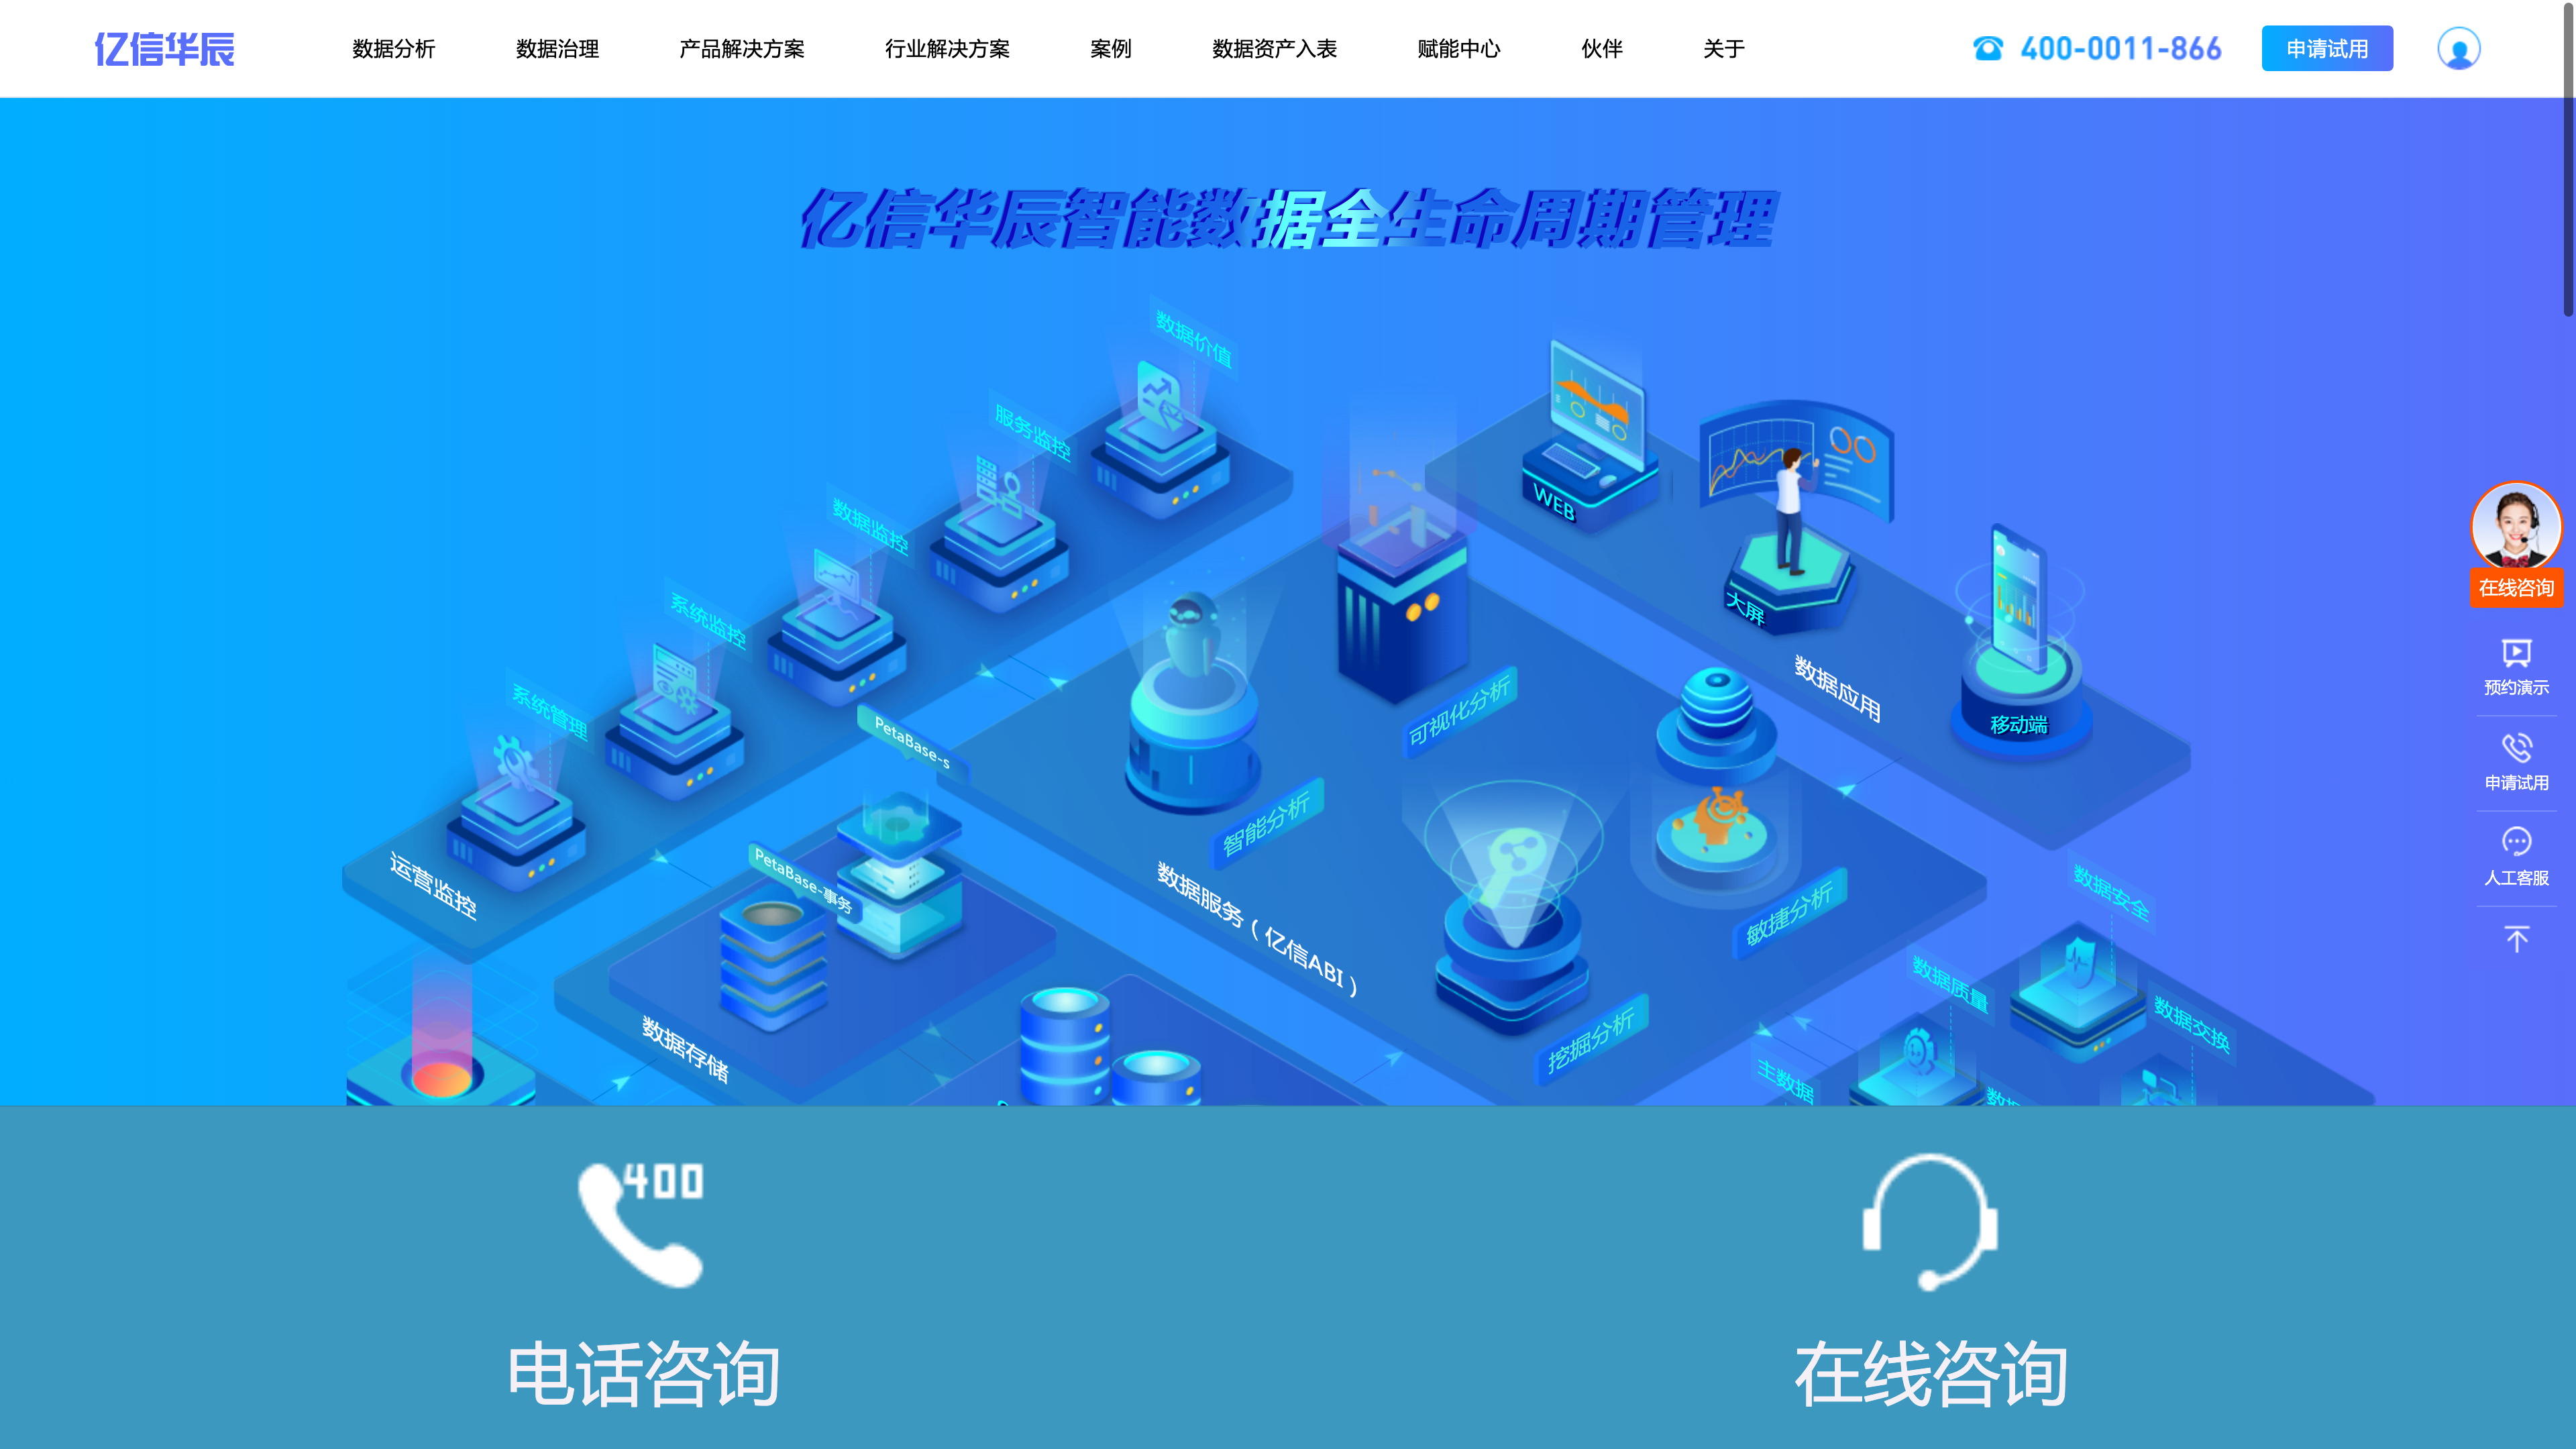 亿信华辰
数据分析
数据治理
产品解决方案
行业解决方案
案例
数据资产入表
赋能中心
伙伴
关于
400-0011-866
申请试用
亿信华辰智能数据全生命周期管理
数据价值
服务监控
数据监控
系统监控
系统管理
运营监控
WEB
大屏
移动端
数据应用
PetaBase-s
PetaBase-事务
数据存储
可视化分析
智能分析
敏捷分析
挖掘分析
数据服务（亿信ABI）
数据安全
数据质量
数据交换
主数据
在线咨询
预约演示
申请试用
人工客服
400
电话咨询
在线咨询